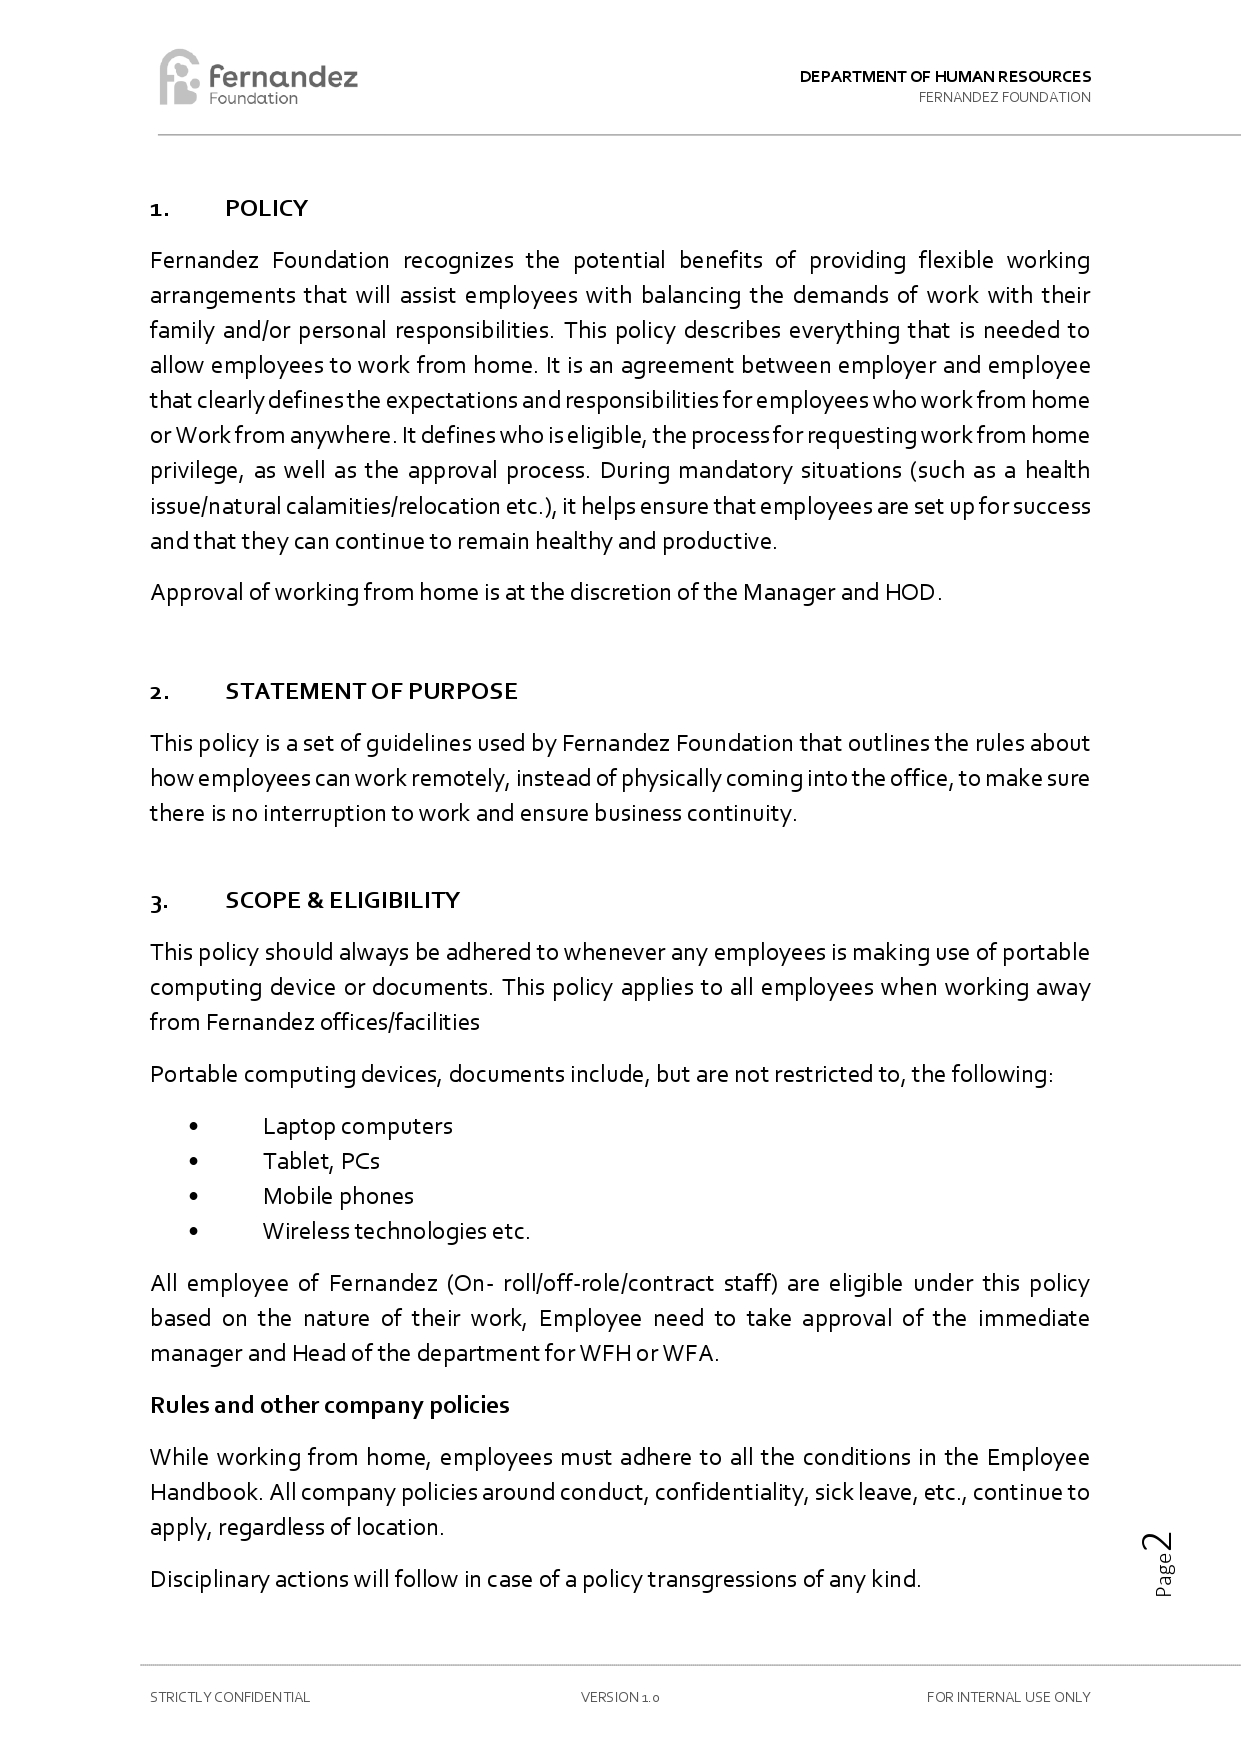 fernandez
Foundation
DEPARTMENT OF HUMAN RESOURCES
FERNANDEZ FOUNDATION
1. POLICY
Fernandez Foundation recognizes the potential benefits of providing flexible working
arrangements that will assist employees with balancing the demands of work with their
family and/or personal responsibilities. This policy describes everything that is needed to
allow employees to work from home. It is an agreement between employer and employee
that clearly defines the expectations and responsibilities for employees who work from home
or Work from anywhere. It defines who is eligible, the process for requesting work from home
privilege, as well as the approval process. During mandatory situations (such as a health
issue/natural calamities/relocation etc.), it helps ensure that employees are set up for success
and that they can continue to remain healthy and productive.
Approval of working from home is at the discretion of the Manager and HOD.
2. STATEMENT OF PURPOSE
This policy is a set of guidelines used by Fernandez Foundation that outlines the rules about
how employees can work remotely, instead of physically coming into the office, to make sure
there is no interruption to work and ensure business continuity.
3. SCOPE & ELIGIBILITY
This policy should always be adhered to whenever any employees is making use of portable
computing device or documents. This policy applies to all employees when working away
from Fernandez offices/facilities
Portable computing devices, documents include, but are not restricted to, the following:
• Laptop computers
• Tablet, PCs
• Mobile phones
• Wireless technologies etc.
All employee of Fernandez (On- roll/off-role/contract staff) are eligible under this policy
based on the nature of their work, Employee need to take approval of the immediate
manager and Head of the department for WFH or WFA.
Rules and other company policies
While working from home, employees must adhere to all the conditions in the Employee
Handbook. All company policies around conduct, confidentiality, sick leave, etc., continue to
apply, regardless of location.
Disciplinary actions will follow in case of a policy transgressions of any kind.
Page2
STRICTLY CONFIDENTIAL VERSION 1.0 FOR INTERNAL USE ONLY